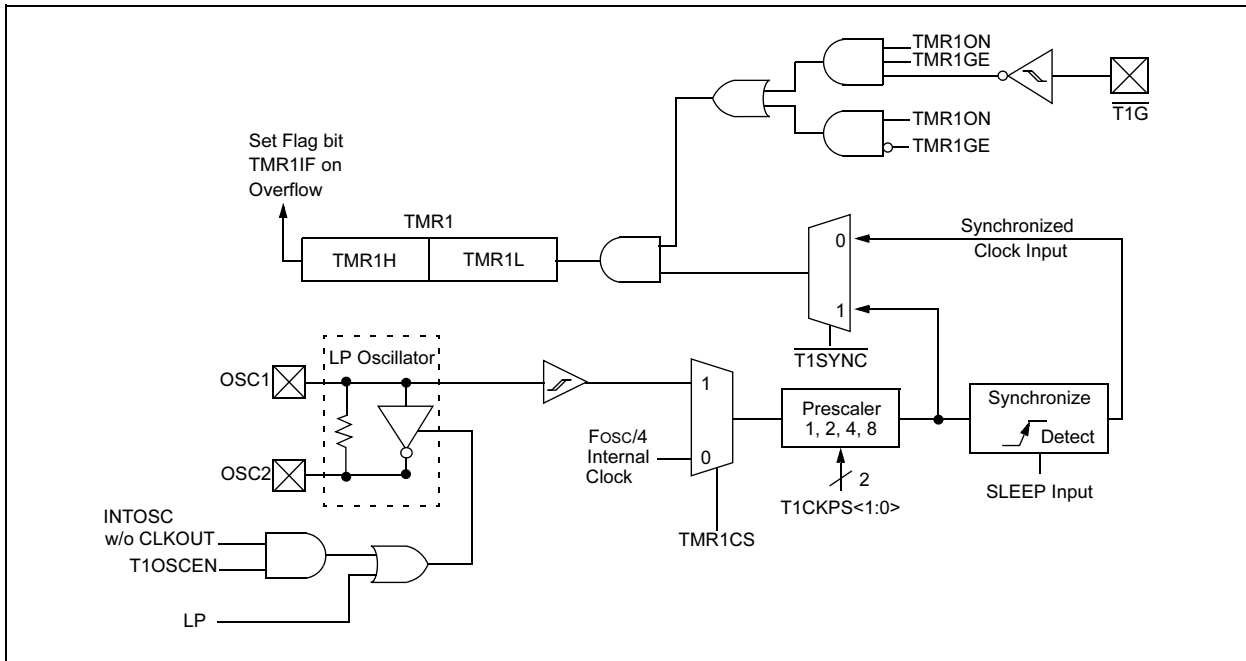 TMR1ON
TMR1GE
T1G
TMR1ON
TMR1GE
Set Flag bit
TMR1IF on
Overflow
TMR1
TMR1H
TMR1L
0
1
T1SYNC
Synchronized
Clock Input
LP Oscillator
OSC1
OSC2
1
0
FOSC/4
Internal
Clock
TMR1CS
Prescaler
1, 2, 4, 8
2
T1CKPS<1:0>
Synchronize
Detect
SLEEP Input
INTOSC
w/o CLKOUT
T1OSCEN
LP